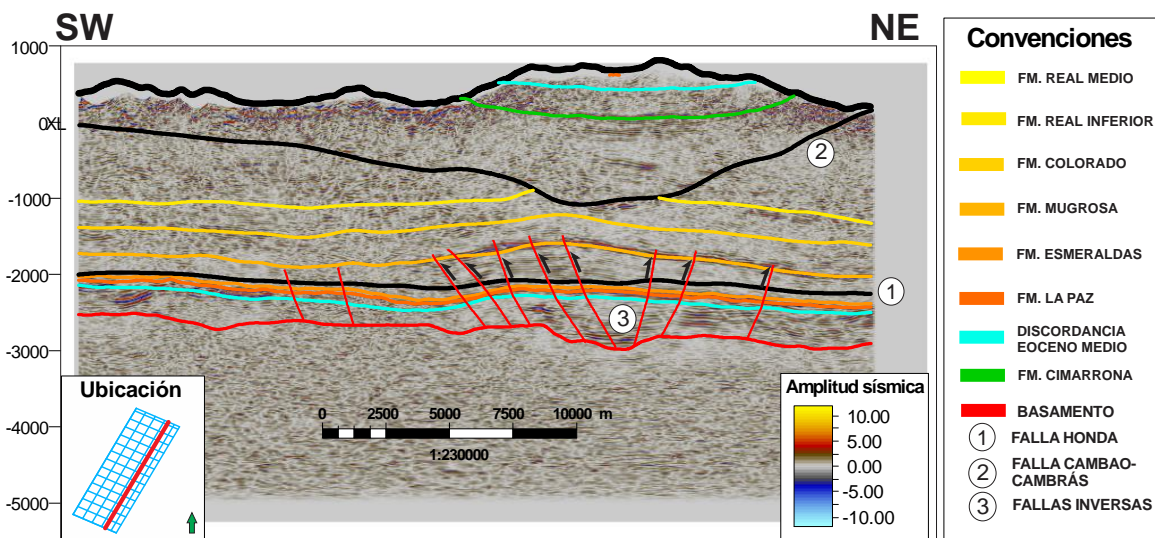 SW
NE
1000
0XL
-1000
-2000
-3000
-4000
-5000
2
1
3
Ubicación
0 2500 5000 7500 10000 m
1:230000
Amplitud sísmica
10.00
5.00
0.00
-5.00
-10.00
Convenciones
FM. REAL MEDIO
FM. REAL INFERIOR
FM. COLORADO
FM. MUGROSA
FM. ESMERALDAS
FM. LA PAZ
DISCORDANCIA
EOCENO MEDIO
FM. CIMARRONA
BASAMENTO
1 FALLA HONDA
2 FALLA CAMBAO-
CAMBRÁS
3 FALLAS INVERSAS